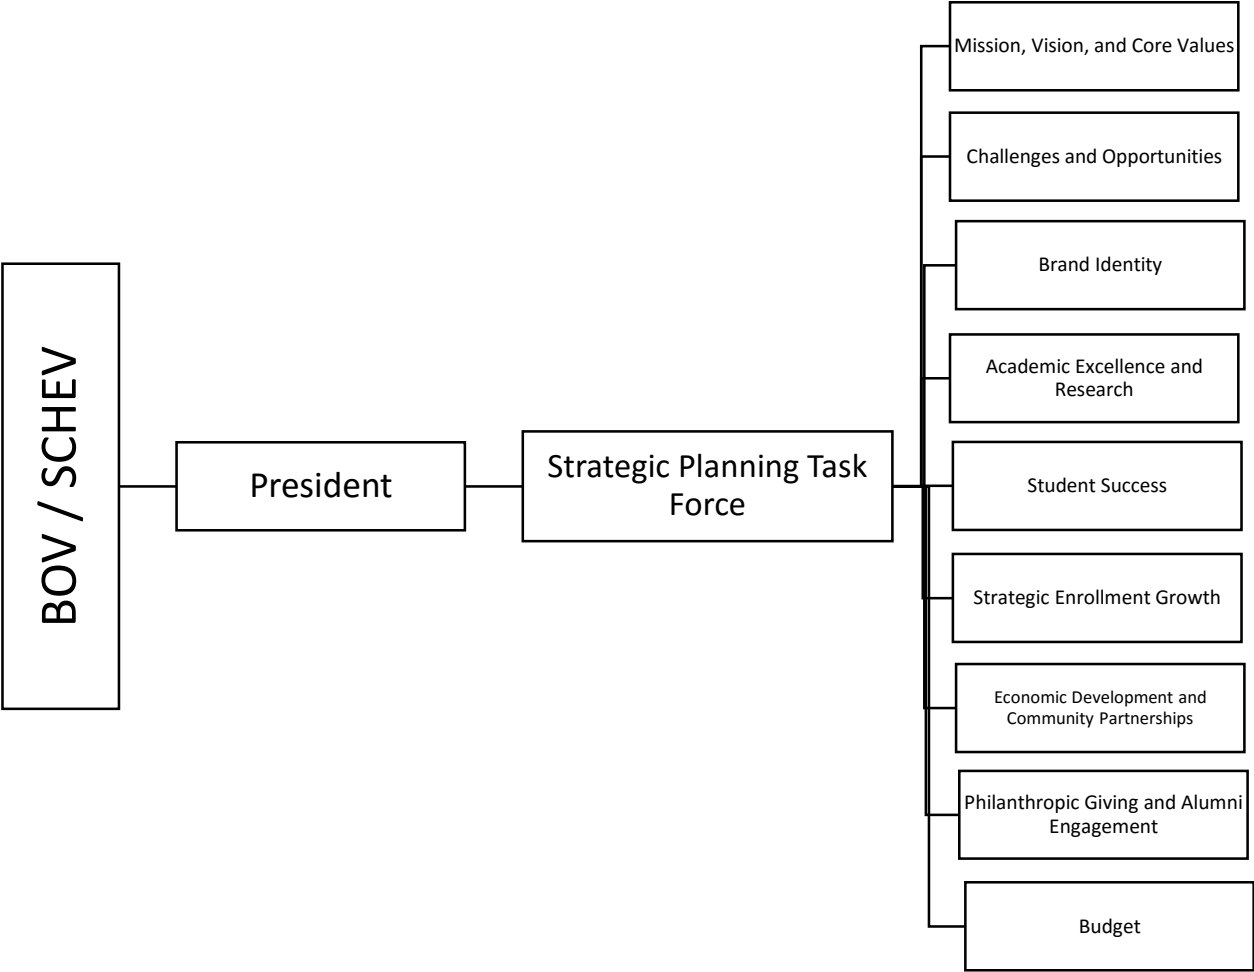 BOV / SCHEV
President
Strategic Planning Task
Force
Mission, Vision, and Core Values
Challenges and Opportunities
Brand Identity
Academic Excellence and
Research
Student Success
Strategic Enrollment Growth
Economic Development and
Community Partnerships
Philanthropic Giving and Alumni
Engagement
Budget